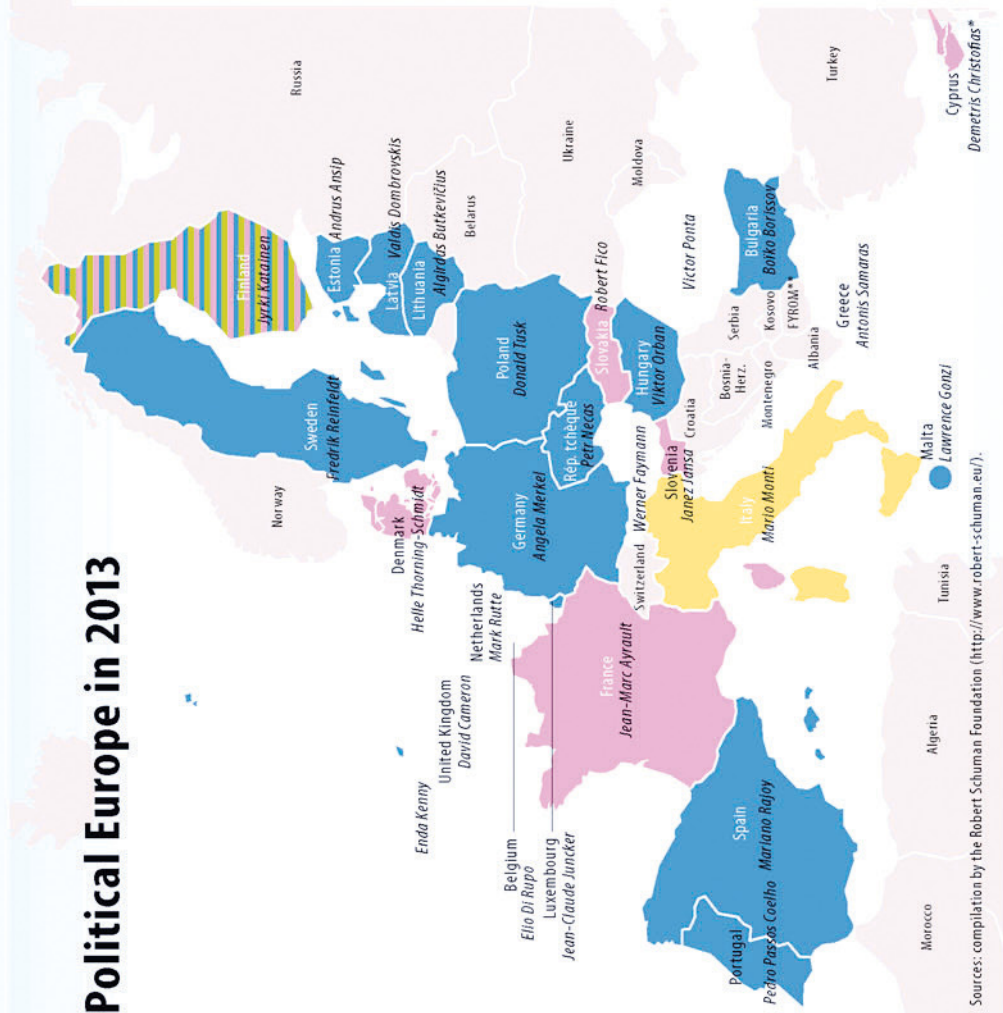 Political Europe in 2013
Russia
Finland
Jyrki Katainen
Sweden
Fredrik Reinfeldt
Norway
Estonia Andrus Ansip
Latvia Valdis Dombrovskis
Lithuania
Algirdas Butkevičius
Belarus
Denmark
Helle Thorning-Schmidt
Enda Kenny
United Kingdom
David Cameron
Netherlands
Mark Rutte
Belgium
Elio Di Rupo
Luxembourg
Jean-Claude Juncker
Germany
Angela Merkel
Poland
Donald Tusk
Rép. tchèque
Petr Necas
Slovakia Robert Fico
Ukraine
Moldova
France
Jean-Marc Ayrault
Switzerland
Werner Faymann
Hungary
Viktor Orban
Slovenia
Janez Jansa
Croatia
Victor Ponta
Bosnia-
Herz.
Serbia
Montenegro
Kosovo
FYROM**
Albania
Bulgaria
Boïko Borissov
Italy
Mario Monti
Portugal
Pedro Passos Coelho
Spain
Mariano Rajoy
Greece
Antonis Samaras
Turkey
Malta
Lawrence Gonzi
Cyprus
Demetris Christofias*
Morocco
Algeria
Tunisia
Sources: compilation by the Robert Schuman Foundation (http://www.robert-schuman.eu/).